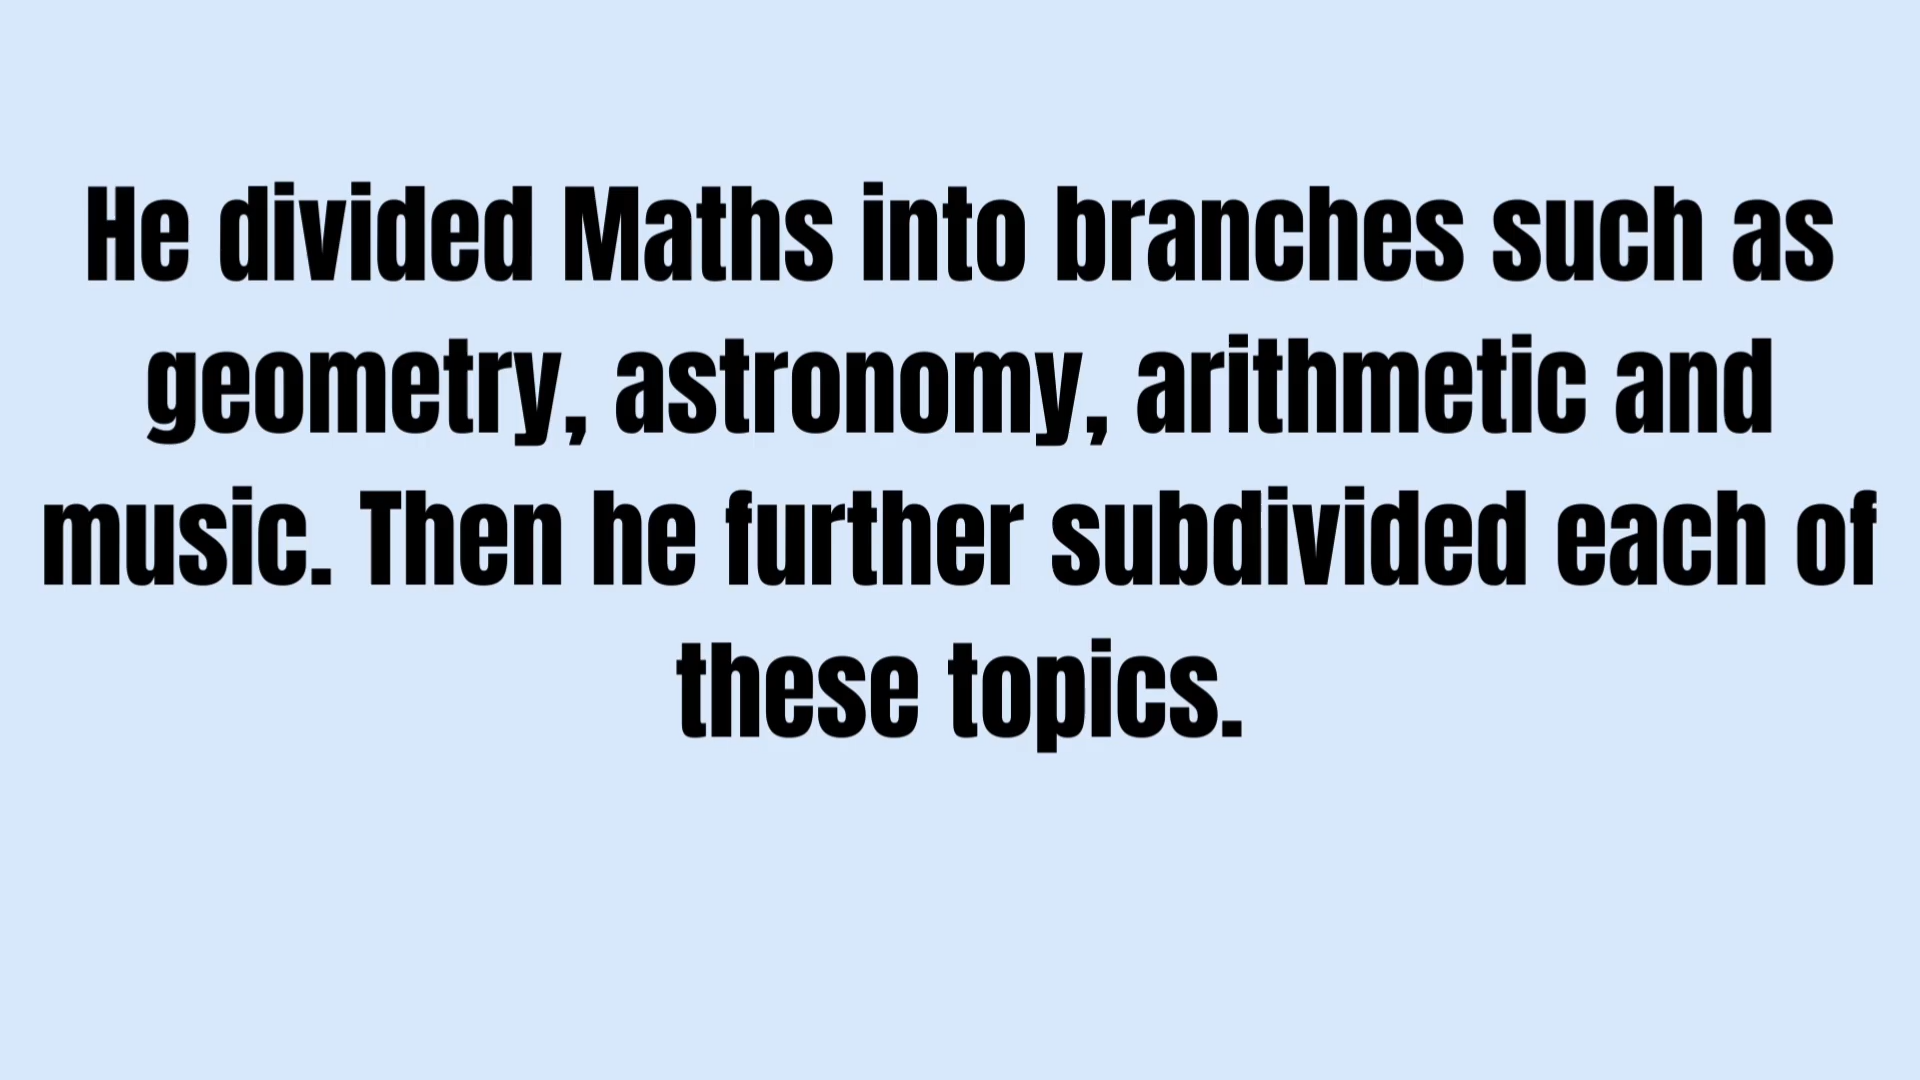 He divided Maths into branches such as
geometry, astronomy, arithmetic and
music. Then he further subdivided each of
these topics.